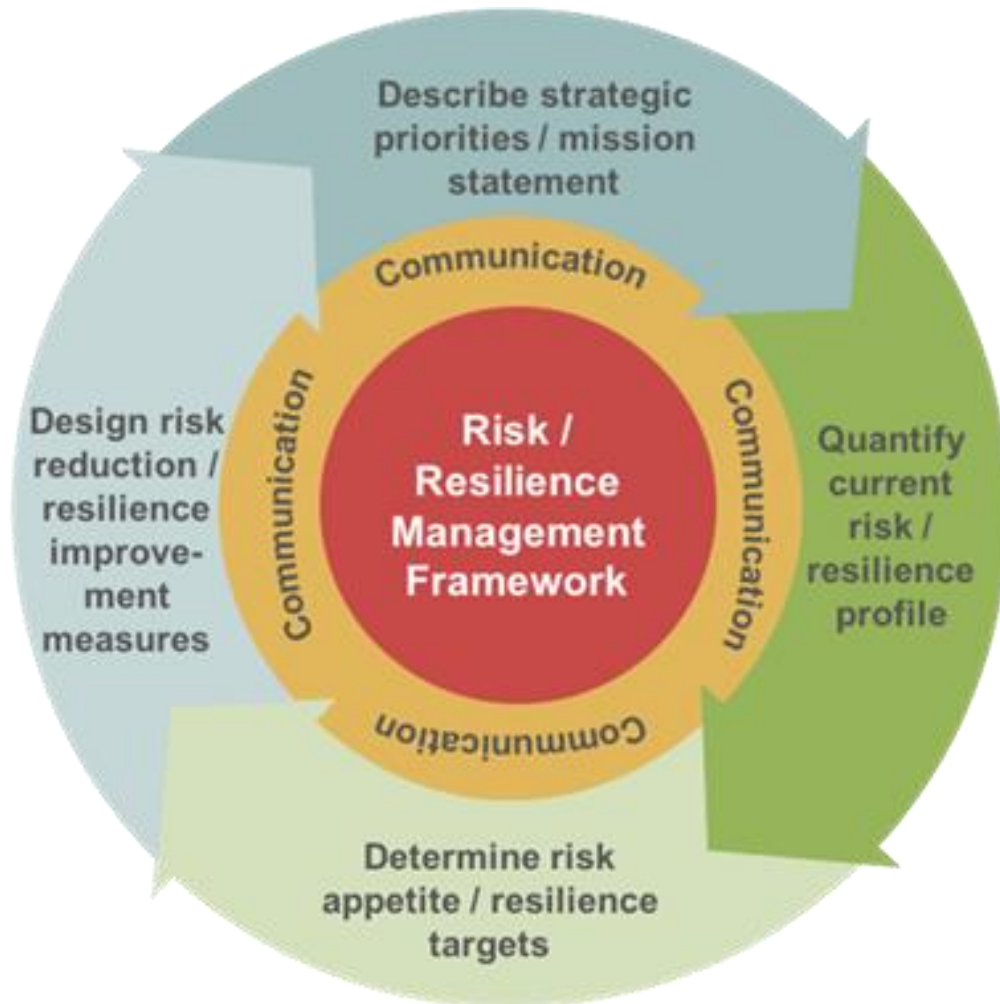 Describe strategic
priorities / mission
statement
Communication
Quantify
current
risk /
resilience
profile
Communication
Determine risk
appetite / resilience
targets
Communication
Design risk
reduction /
resilience
improve-
ment
measures
Communication
Risk /
Resilience
Management
Framework